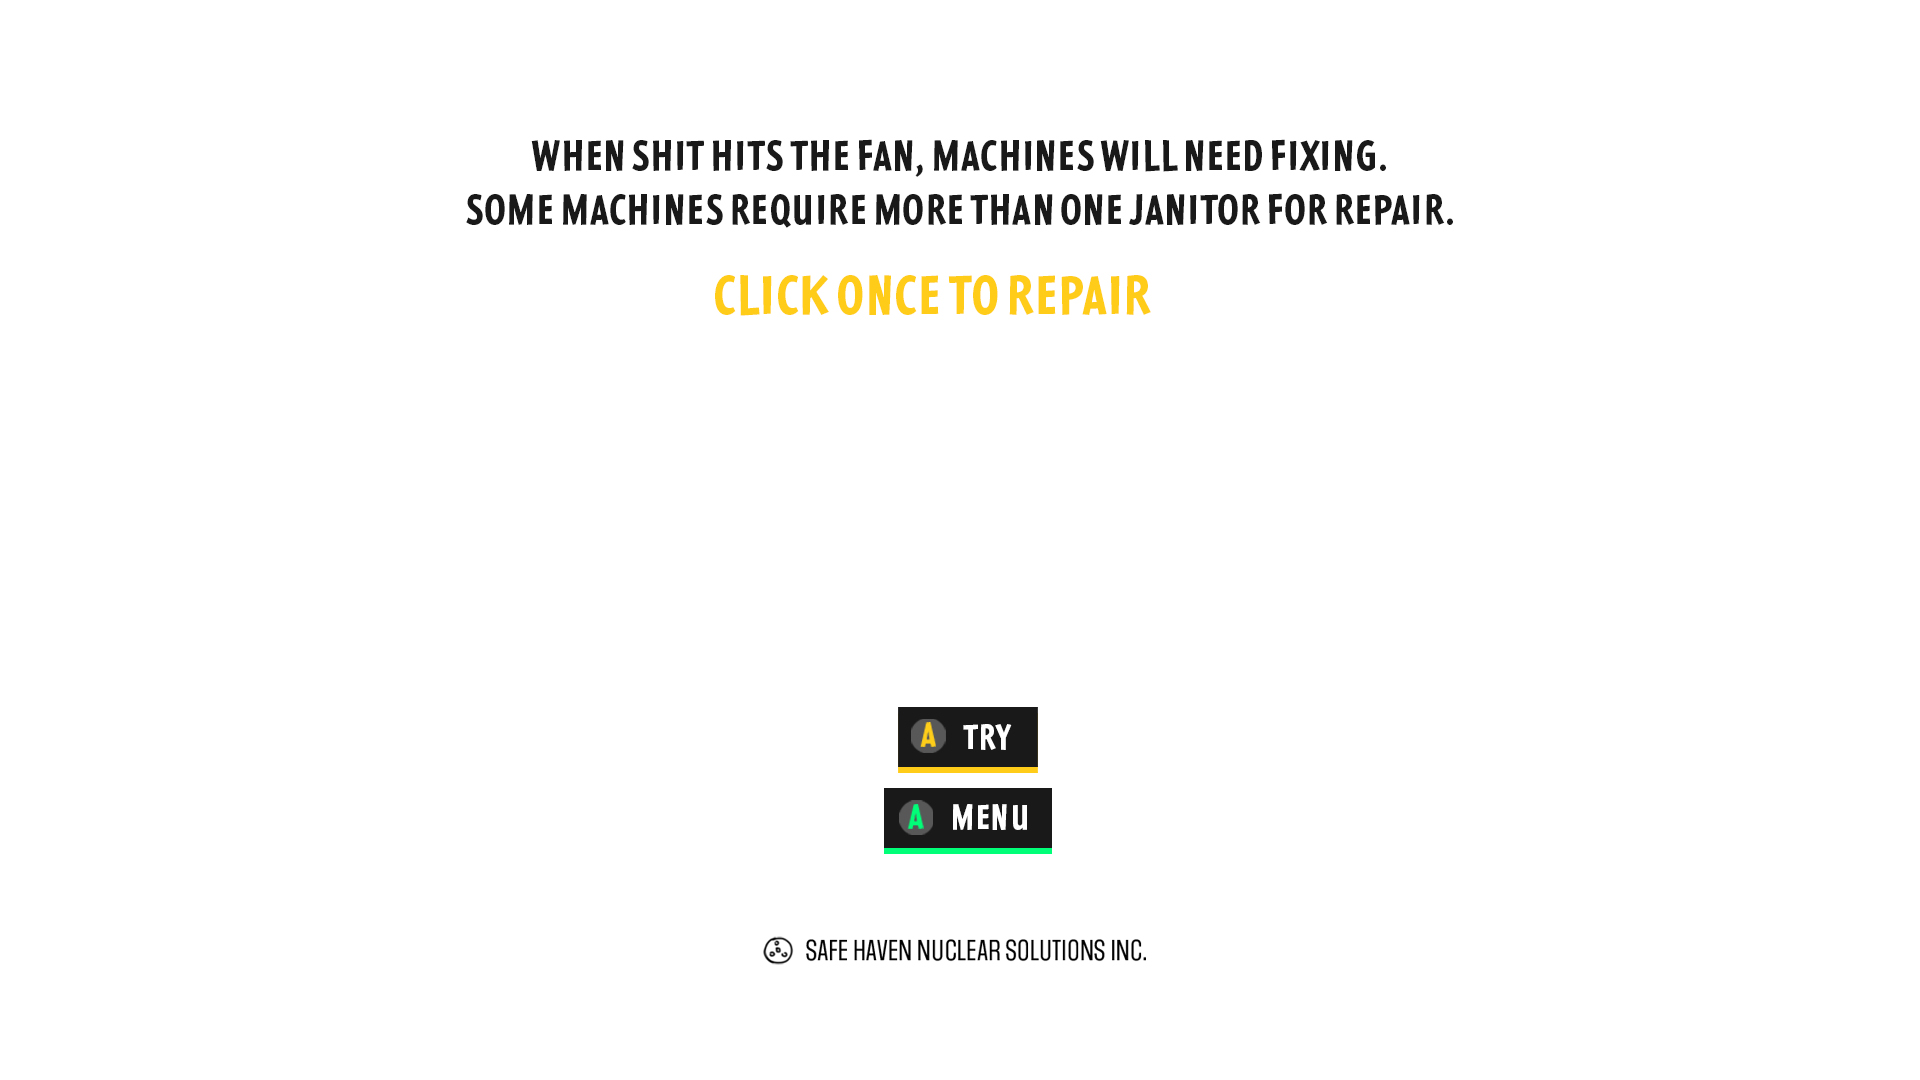 WHEN SHIT HITS THE FAN, MACHINES WILL NEED FIXING.
SOME MACHINES REQUIRE MORE THAN ONE JANITOR FOR REPAIR.
CLICK ONCE TO REPAIR
A TRY
A MENU
SAFE HAVEN NUCLEAR SOLUTIONS INC.